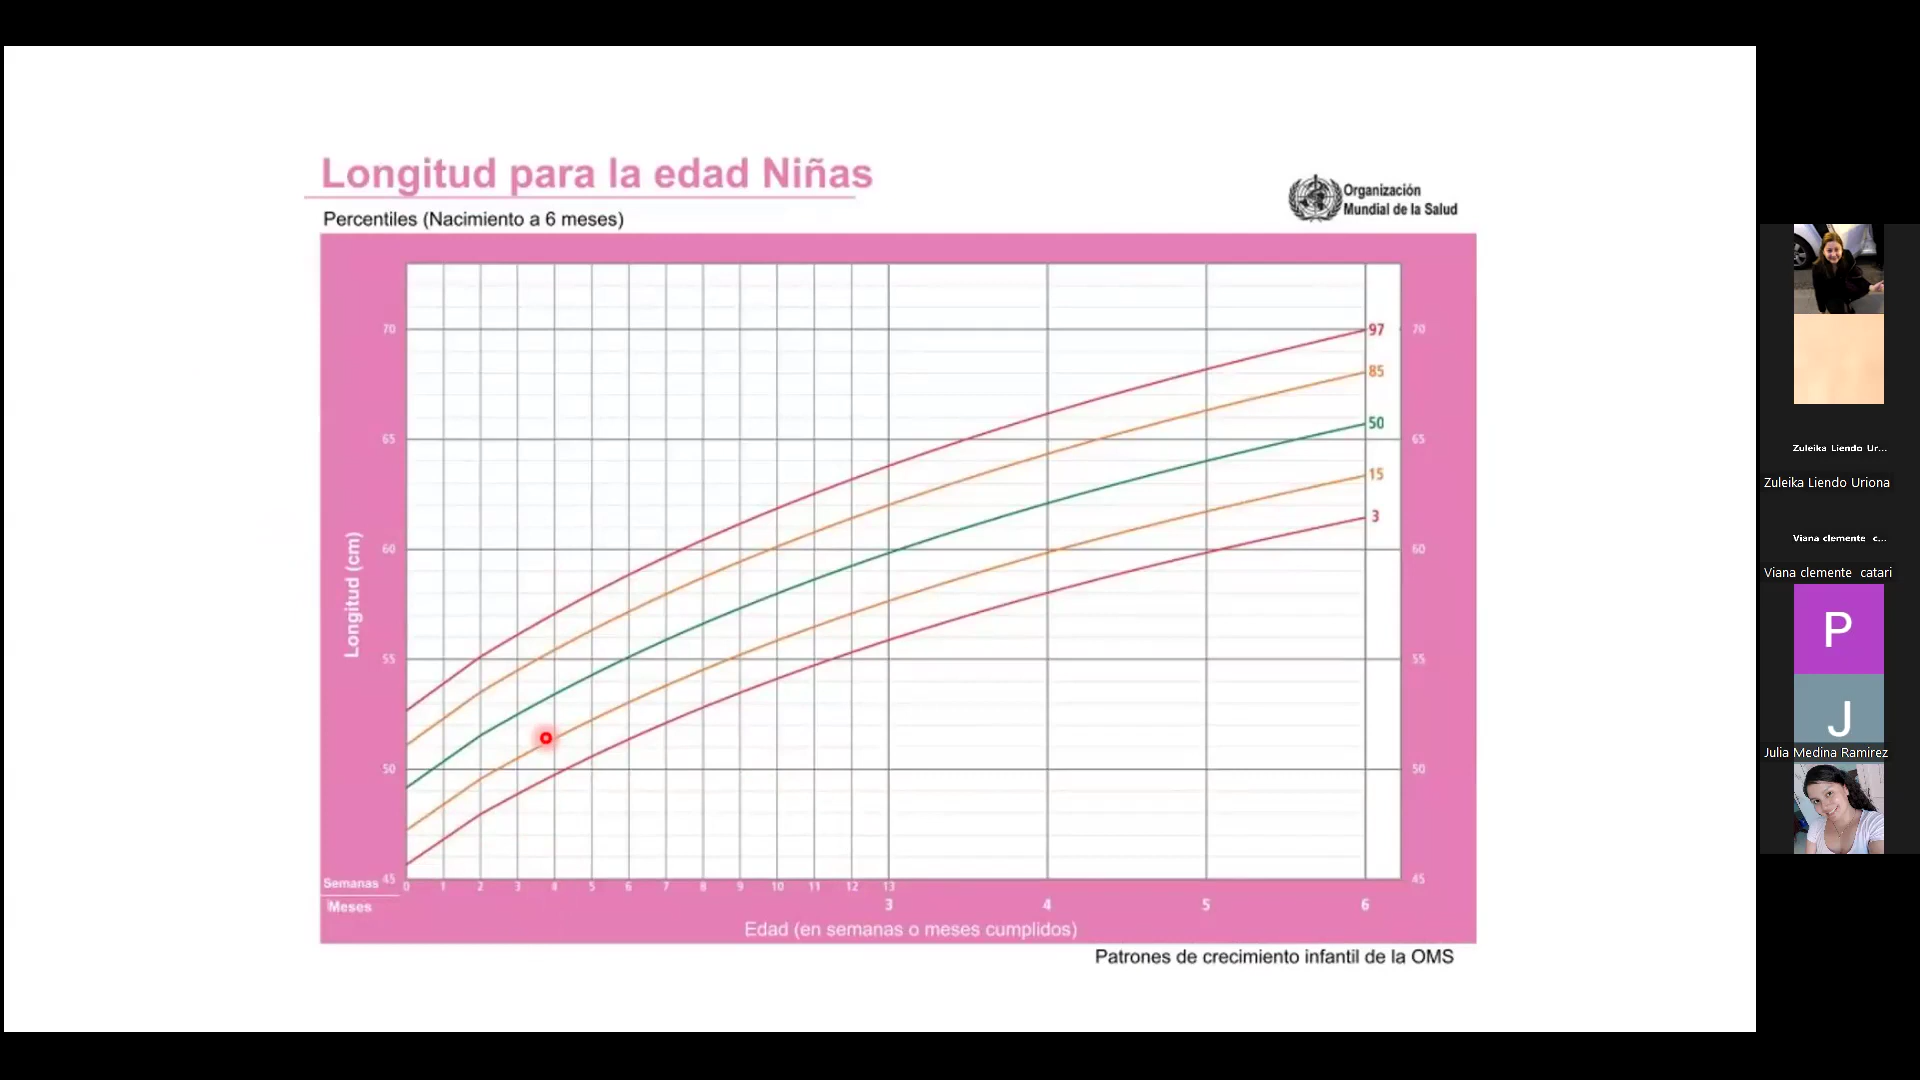 Longitud para la edad Niñas
Percentiles (Nacimiento a 6 meses)
Organización
Mundial de la Salud
70
65
60
55
50
45
Longitud (cm)
97
85
50
15
3
70
65
60
55
50
45
Semanas 0 1 2 3 4 5 6 7 8 9 10 11 12 13
Meses 3 4 5 6
Edad (en semanas o meses cumplidos)
Patrones de crecimiento infantil de la OMS
Zuleika Liendo Ur...
Zuleika Liendo Uriona
Viana clemente c...
Viana clemente catari
P
J
Julia Medina Ramirez